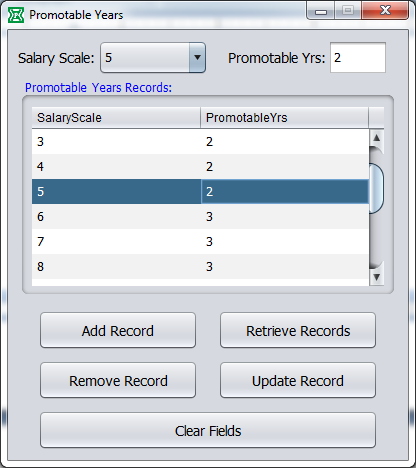 Promotable Years
Salary Scale: 5 Promotable Yrs: 2
Promotable Years Records:
SalaryScale PromotableYrs
3 2
4 2
5 2
6 3
7 3
8 3
Add Record Retrieve Records
Remove Record Update Record
Clear Fields